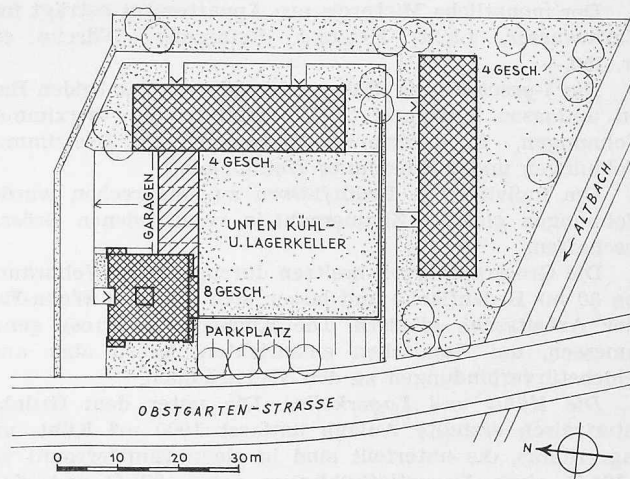 4 GESCH.
4 GESCH.
GARAGEN
UNTEN KÜHL-
U. LAGERKELLER
ALTBACH
8 GESCH.
PARKPLATZ
OBSTGARTEN-STRASSE
N
0 10 20 30m